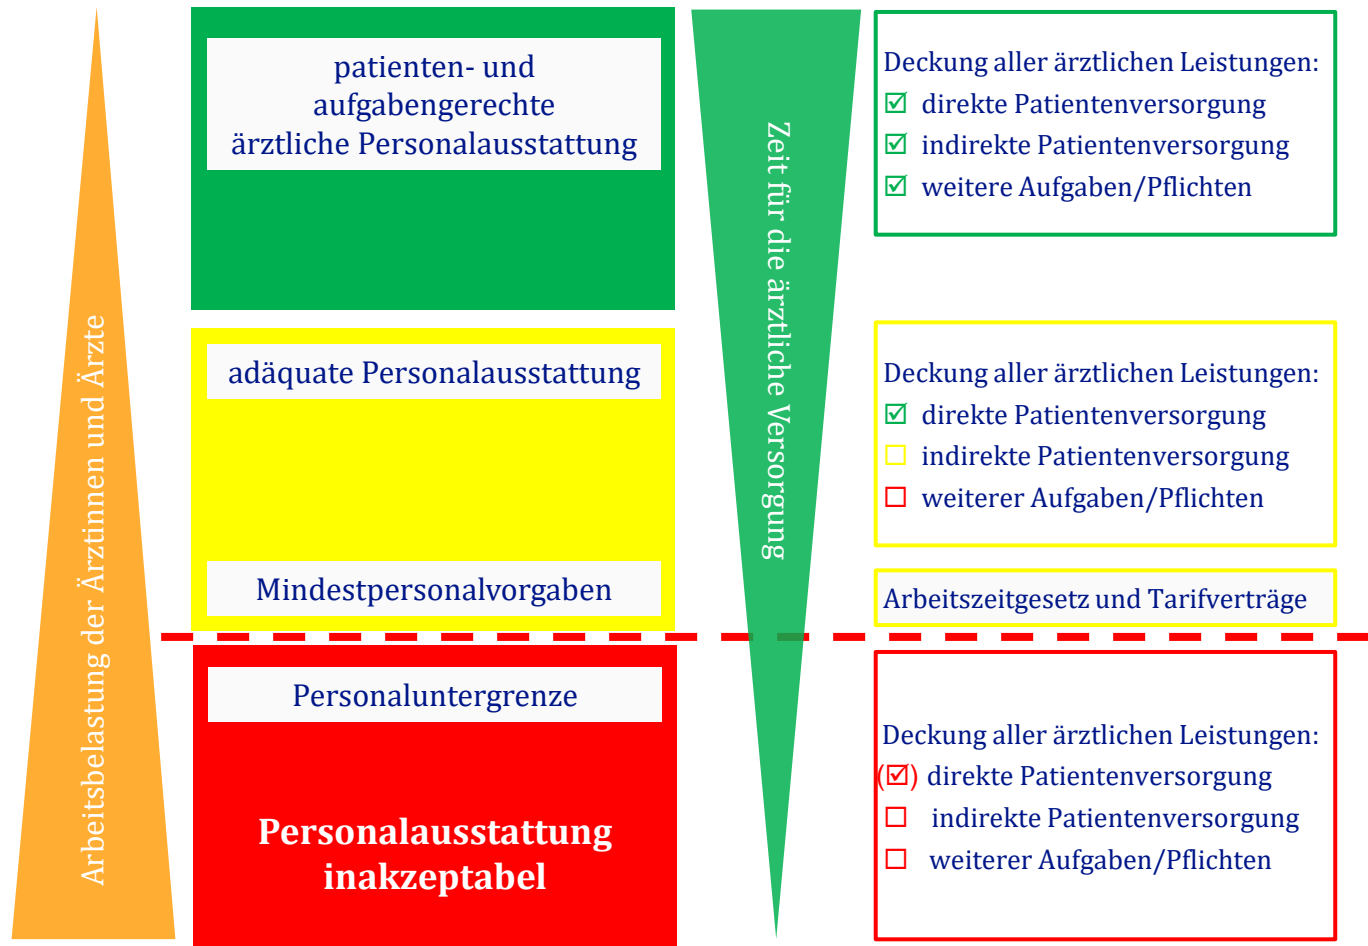 Arbeitsbelastung der Ärztinnen und Ärzte
patienten- und
aufgabengerechte
ärztliche Personalausstattung
adäquate Personalausstattung
Mindestpersonalvorgaben
Personaluntergrenze
Personalausstattung
inakzeptabel
Zeit für die ärztliche Versorgung
Deckung aller ärztlichen Leistungen:
☑ direkte Patientenversorgung
☑ indirekte Patientenversorgung
☑ weitere Aufgaben/Pflichten
Deckung aller ärztlichen Leistungen:
☑ direkte Patientenversorgung
☐ indirekte Patientenversorgung
☐ weiterer Aufgaben/Pflichten
Arbeitszeitgesetz und Tarifverträge
Deckung aller ärztlichen Leistungen:
(☑) direkte Patientenversorgung
☐ indirekte Patientenversorgung
☐ weiterer Aufgaben/Pflichten